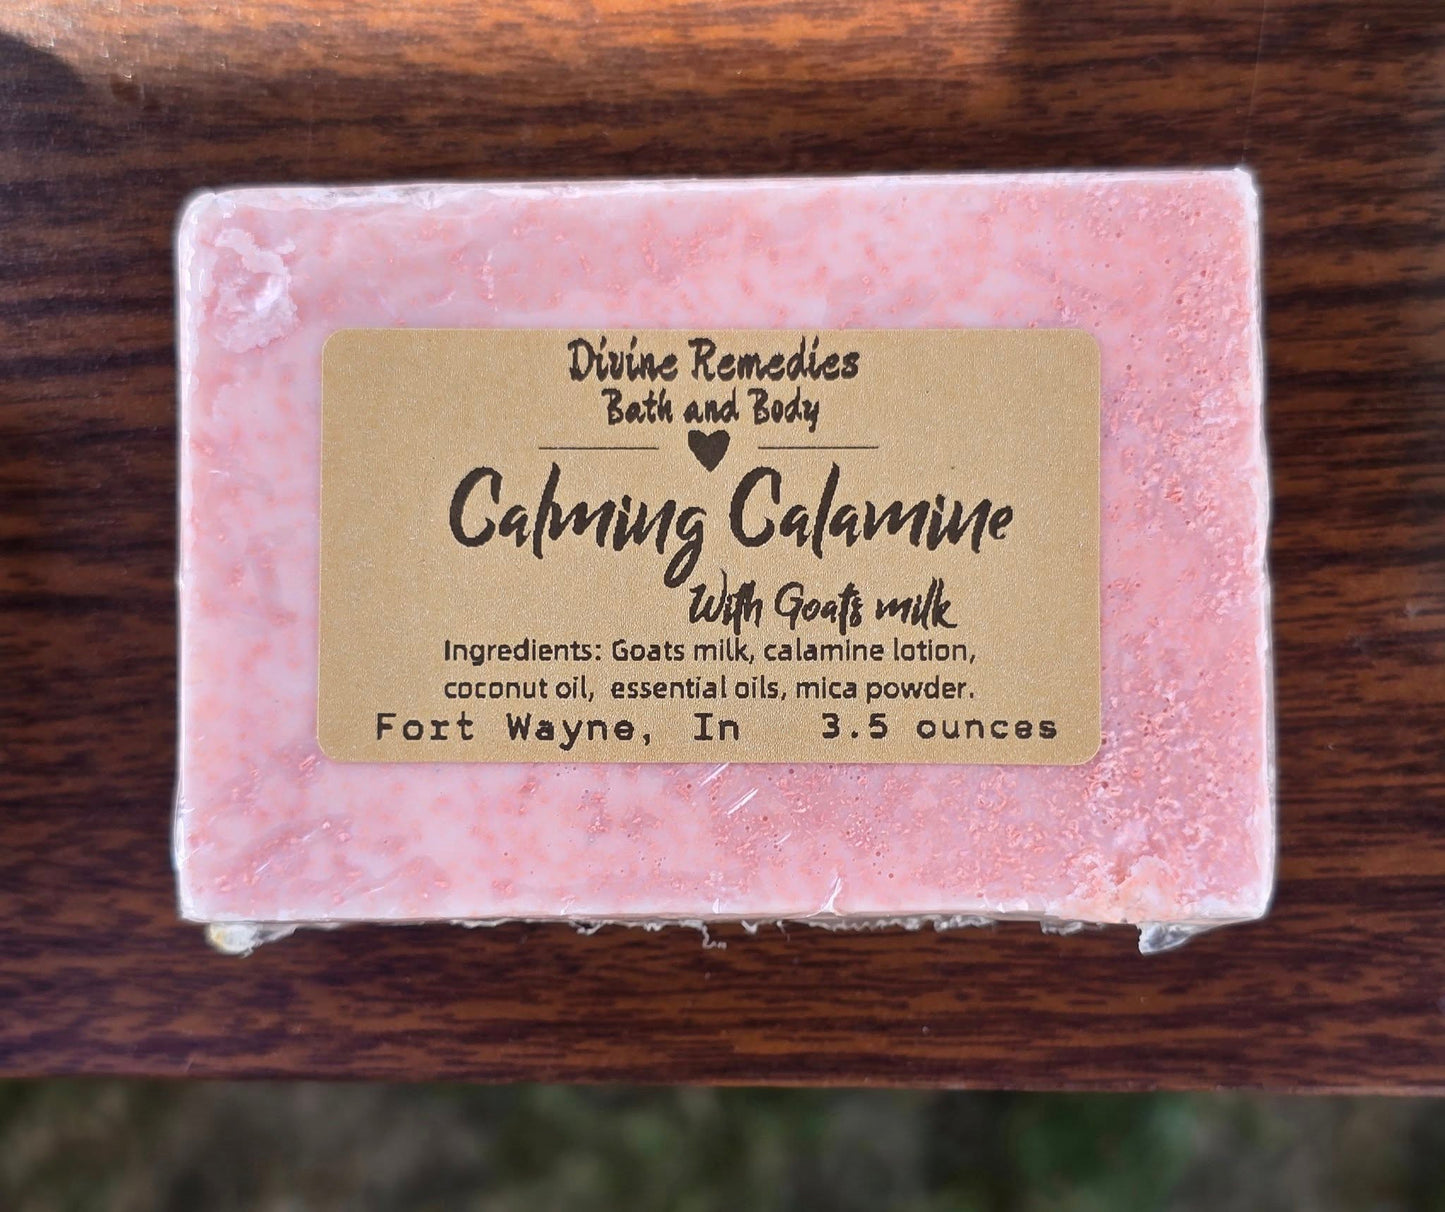 Divine Remedies
Bath and Body
Calming Calamine
With Goats milk
Ingredients: Goats milk, calamine lotion,
coconut oil, essential oils, mica powder.
Fort Wayne, In 3.5 ounces